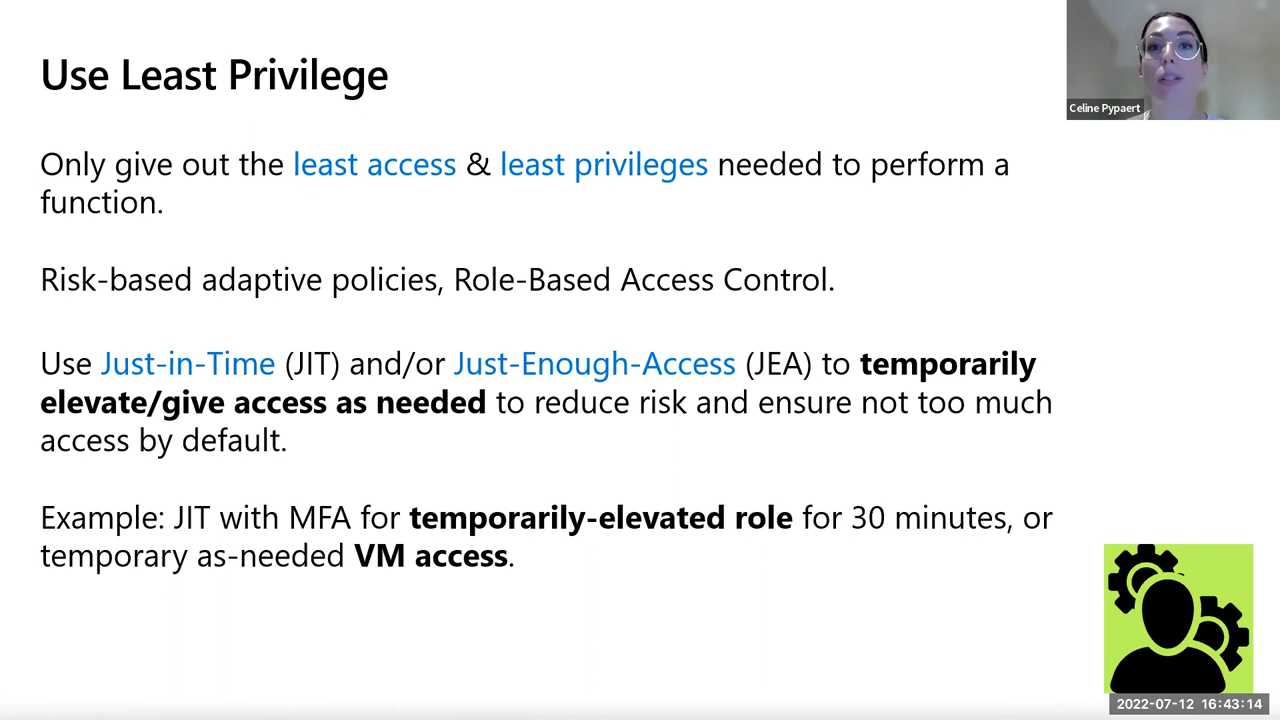 Use Least Privilege
Celine Pypaert
Only give out the least access & least privileges needed to perform a
function.
Risk-based adaptive policies, Role-Based Access Control.
Use Just-in-Time (JIT) and/or Just-Enough-Access (JEA) to temporarily
elevate/give access as needed to reduce risk and ensure not too much
access by default.
Example: JIT with MFA for temporarily-elevated role for 30 minutes, or
temporary as-needed VM access.
2022-07-12 16:43:14